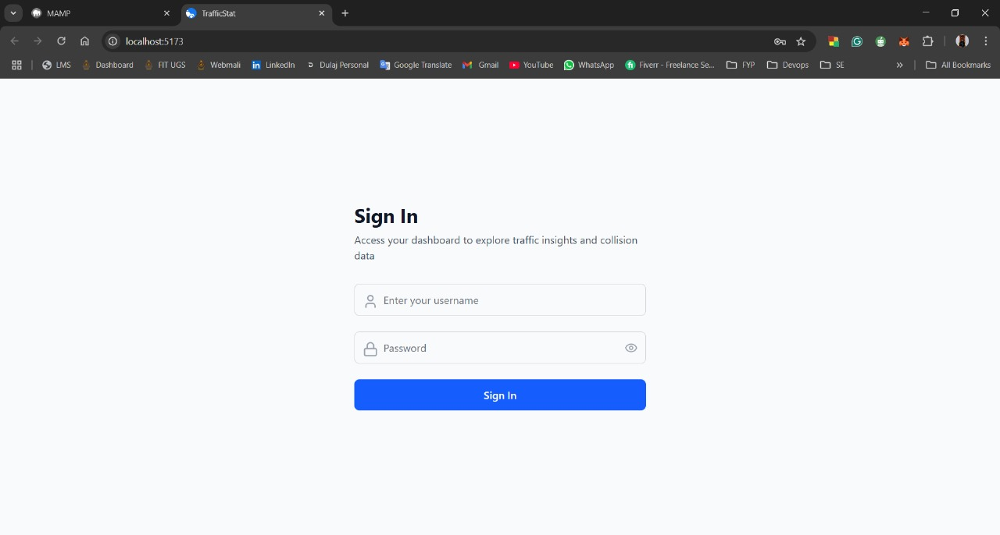 MAMP
TrafficStat
localhost:5173
LMS
Dashboard
FIT UGS
Webmali
LinkedIn
Dulaj Personal
Google Translate
Gmail
YouTube
WhatsApp
Fiverr - Freelance Se...
FYP
Devops
SE
All Bookmarks
Sign In
Access your dashboard to explore traffic insights and collision
data
Enter your username
Password
Sign In